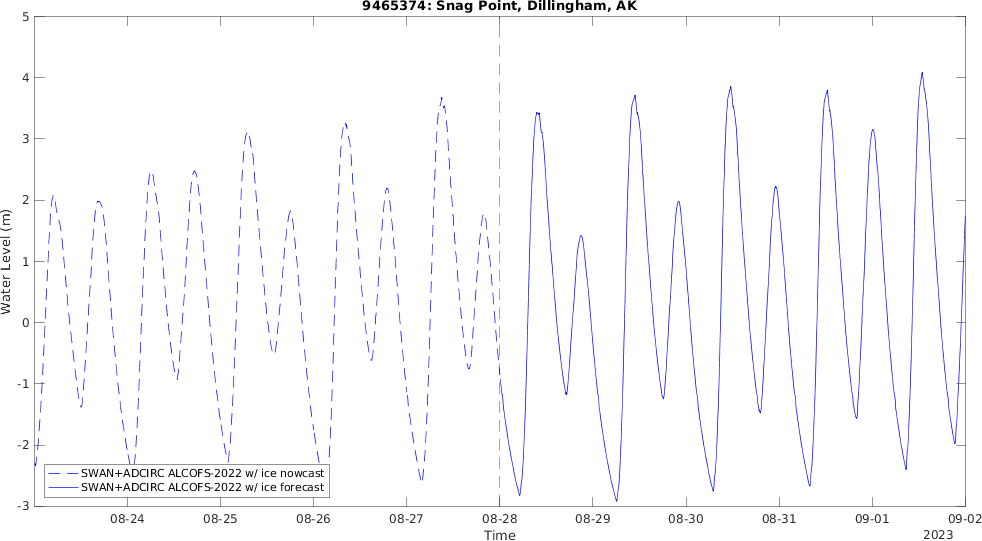 9465374: Snag Point, Dillingham, AK
5
4
3
2
1
0
-1
-2
-3
Water Level (m)
SWAN+ADCIRC ALCOFS-2022 w/ ice nowcast
SWAN+ADCIRC ALCOFS-2022 w/ ice forecast
08-24 08-25 08-26 08-27 08-28 08-29 08-30 08-31 09-01 09-02
Time
2023